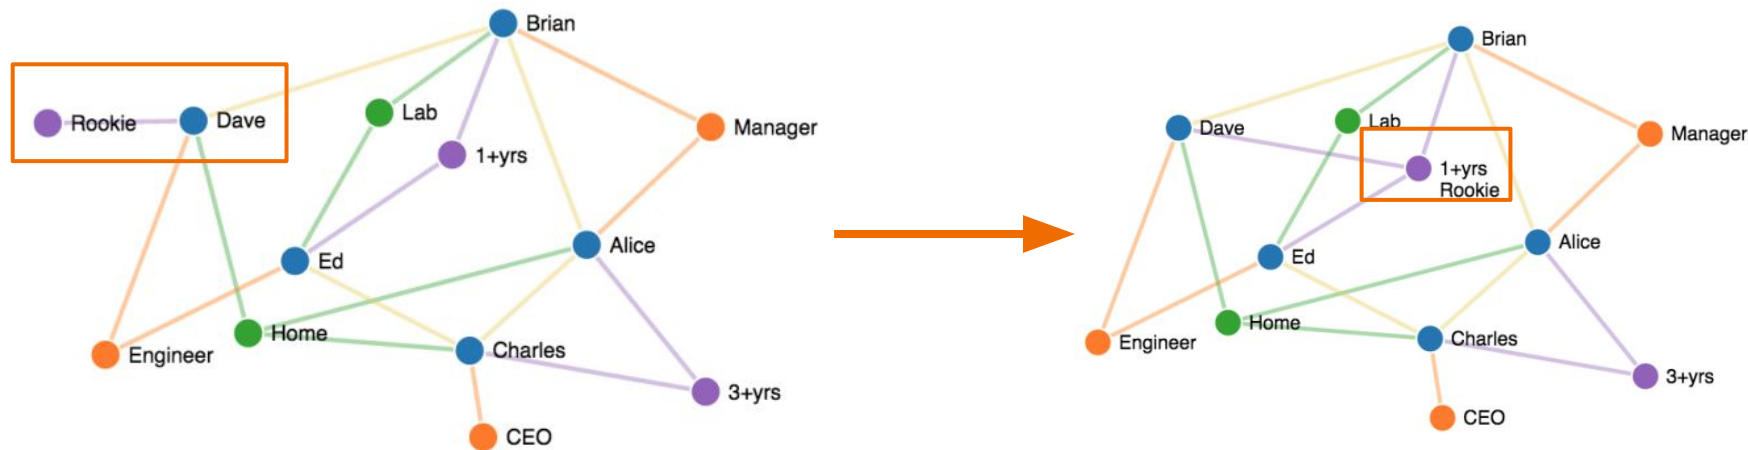 Brian
Rookie
Dave
Lab
Manager
1+yrs
Ed
Alice
Home
Engineer
Charles
3+yrs
CEO
Brian
Dave
Lab
Manager
1+yrs
Rookie
Ed
Alice
Home
Engineer
Charles
3+yrs
CEO